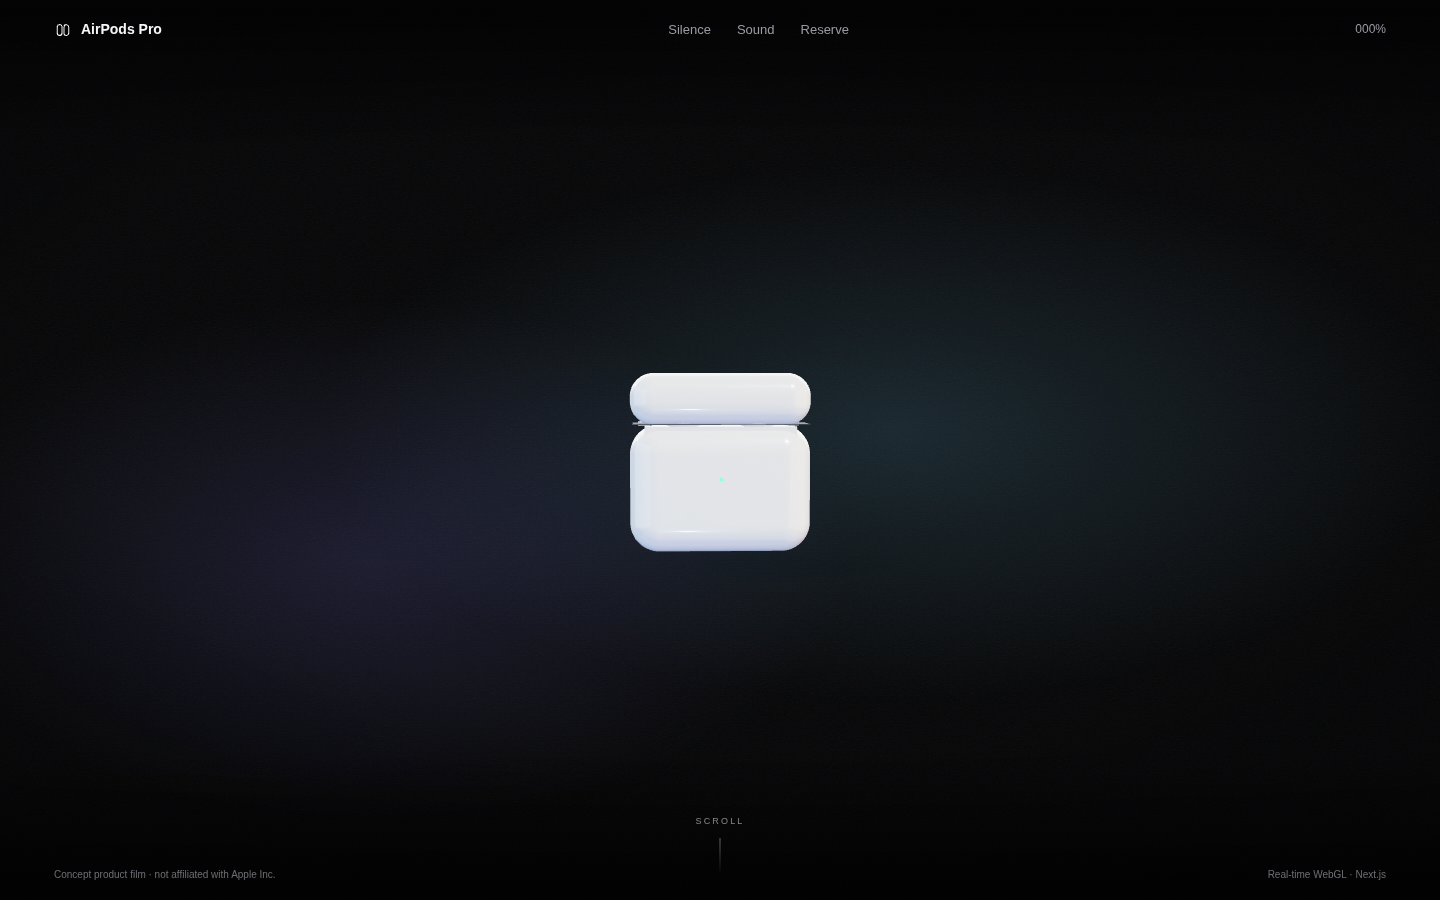 AirPods Pro
Silence
Sound
Reserve
000%
SCROLL
Concept product film · not affiliated with Apple Inc.
Real-time WebGL · Next.js